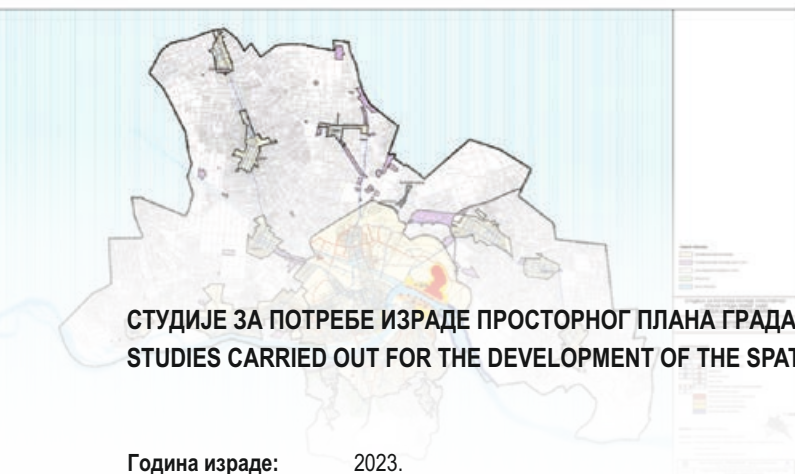 СТУДИЈЕ ЗА ПОТРЕБЕ ИЗРАДЕ ПРОСТОРНОГ ПЛАНА ГРАДА
STUDIES CARRIED OUT FOR THE DEVELOPMENT OF THE SPAT
Година израде: 2023.